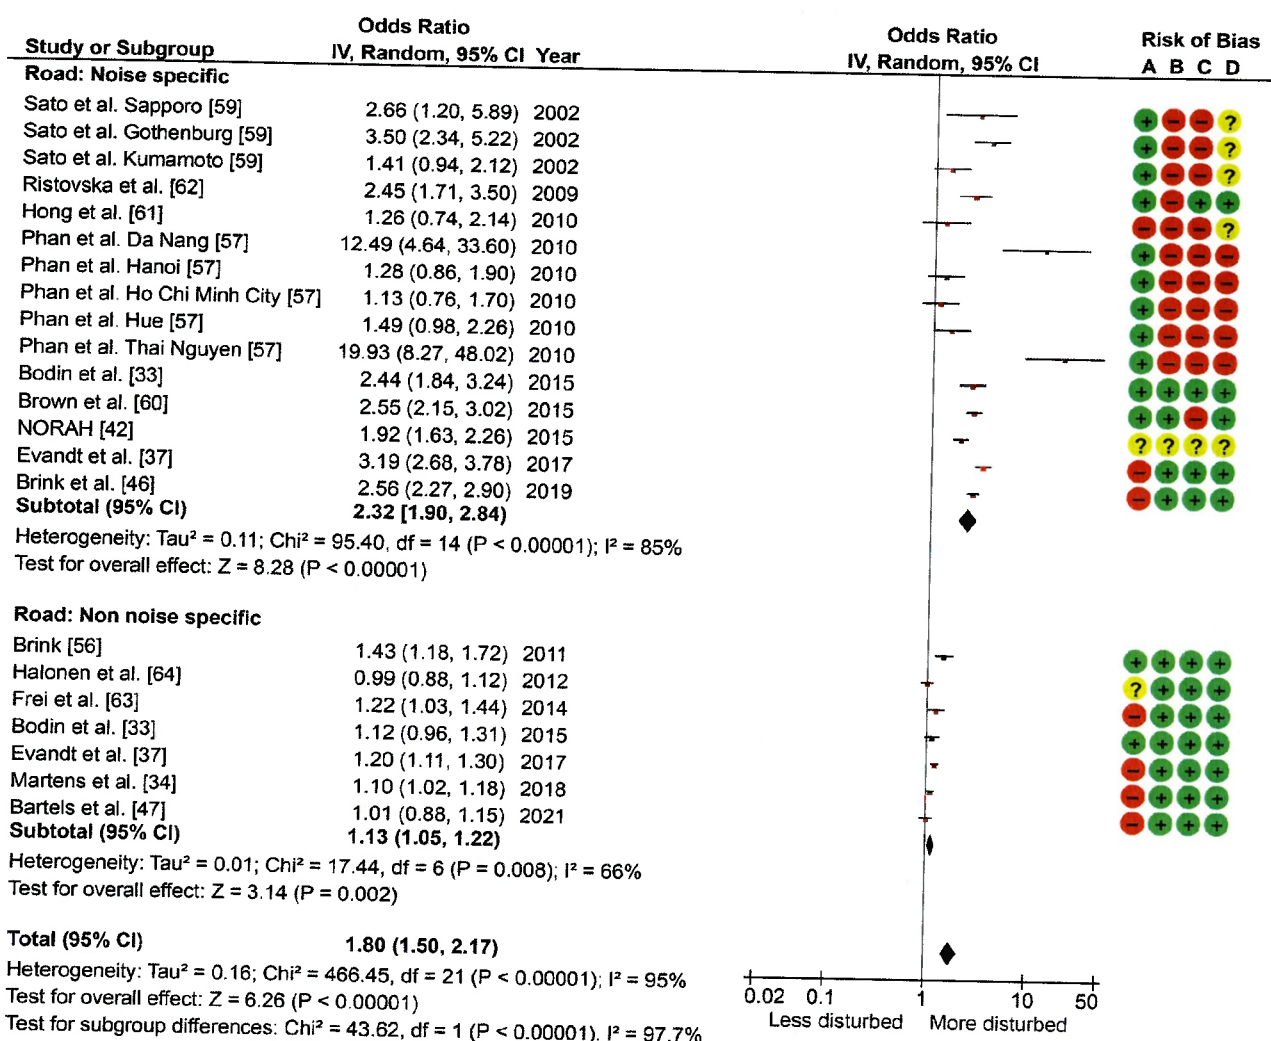 Odds Ratio Odds Ratio Risk of Bias
Study or Subgroup IV, Random, 95% CI Year IV, Random, 95% CI A B C D
Road: Noise specific
Sato et al. Sapporo [59] 2.66 (1.20, 5.89) 2002 + − − ?
Sato et al. Gothenburg [59] 3.50 (2.34, 5.22) 2002 + − − ?
Sato et al. Kumamoto [59] 1.41 (0.94, 2.12) 2002 + − − ?
Ristovska et al. [62] 2.45 (1.71, 3.50) 2009 + − + +
Hong et al. [61] 1.26 (0.74, 2.14) 2010 − − − ?
Phan et al. Da Nang [57] 12.49 (4.64, 33.60) 2010 + − − −
Phan et al. Hanoi [57] 1.28 (0.86, 1.90) 2010 + − − −
Phan et al. Ho Chi Minh City [57] 1.13 (0.76, 1.70) 2010 + − − −
Phan et al. Hue [57] 1.49 (0.98, 2.26) 2010 + − − −
Phan et al. Thai Nguyen [57] 19.93 (8.27, 48.02) 2010 + − − −
Bodin et al. [33] 2.44 (1.84, 3.24) 2015 + + + +
Brown et al. [60] 2.55 (2.15, 3.02) 2015 + + − +
NORAH [42] 1.92 (1.63, 2.26) 2015 ? ? ? ?
Evandt et al. [37] 3.19 (2.68, 3.78) 2017 − + + +
Brink et al. [46] 2.56 (2.27, 2.90) 2019 − + + +
Subtotal (95% CI) 2.32 [1.90, 2.84)
Heterogeneity: Tau² = 0.11; Chi² = 95.40, df = 14 (P < 0.00001); I² = 85%
Test for overall effect: Z = 8.28 (P < 0.00001)
Road: Non noise specific
Brink [56] 1.43 (1.18, 1.72) 2011 + + + +
Halonen et al. [64] 0.99 (0.88, 1.12) 2012 ? + + +
Frei et al. [63] 1.22 (1.03, 1.44) 2014 − + + +
Bodin et al. [33] 1.12 (0.96, 1.31) 2015 + + + +
Evandt et al. [37] 1.20 (1.11, 1.30) 2017 − + + +
Martens et al. [34] 1.10 (1.02, 1.18) 2018 − + + +
Bartels et al. [47] 1.01 (0.88, 1.15) 2021 − + + +
Subtotal (95% CI) 1.13 (1.05, 1.22)
Heterogeneity: Tau² = 0.01; Chi² = 17.44, df = 6 (P = 0.008); I² = 66%
Test for overall effect: Z = 3.14 (P = 0.002)
Total (95% CI) 1.80 (1.50, 2.17)
Heterogeneity: Tau² = 0.16; Chi² = 466.45, df = 21 (P < 0.00001); I² = 95%
Test for overall effect: Z = 6.26 (P < 0.00001)
Test for subgroup differences: Chi² = 43.62, df = 1 (P < 0.00001). I² = 97.7%
0.02 0.1 1 10 50
Less disturbed More disturbed